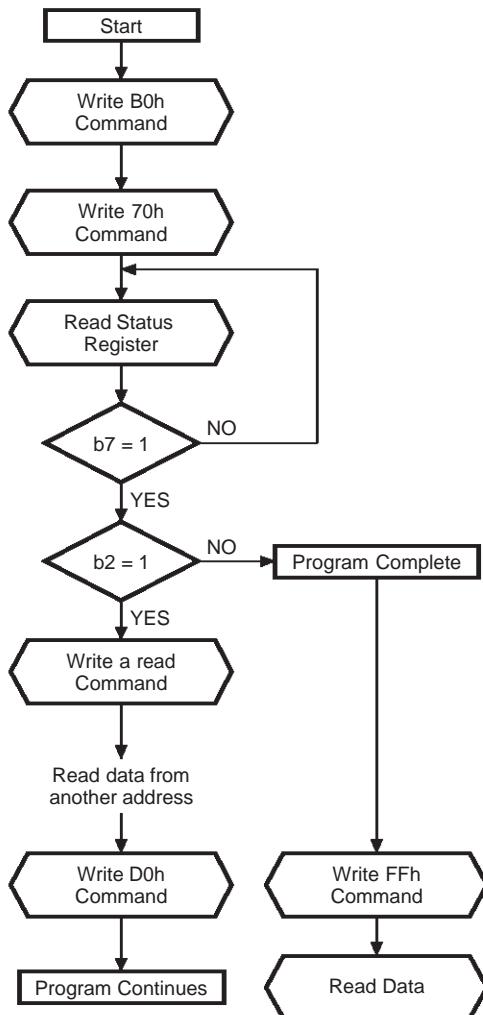 Start
Write B0h
Command
Write 70h
Command
Read Status
Register
b7 = 1
NO
YES
b2 = 1
NO
Program Complete
YES
Write a read
Command
Read data from
another address
Write D0h
Command
Write FFh
Command
Program Continues
Read Data